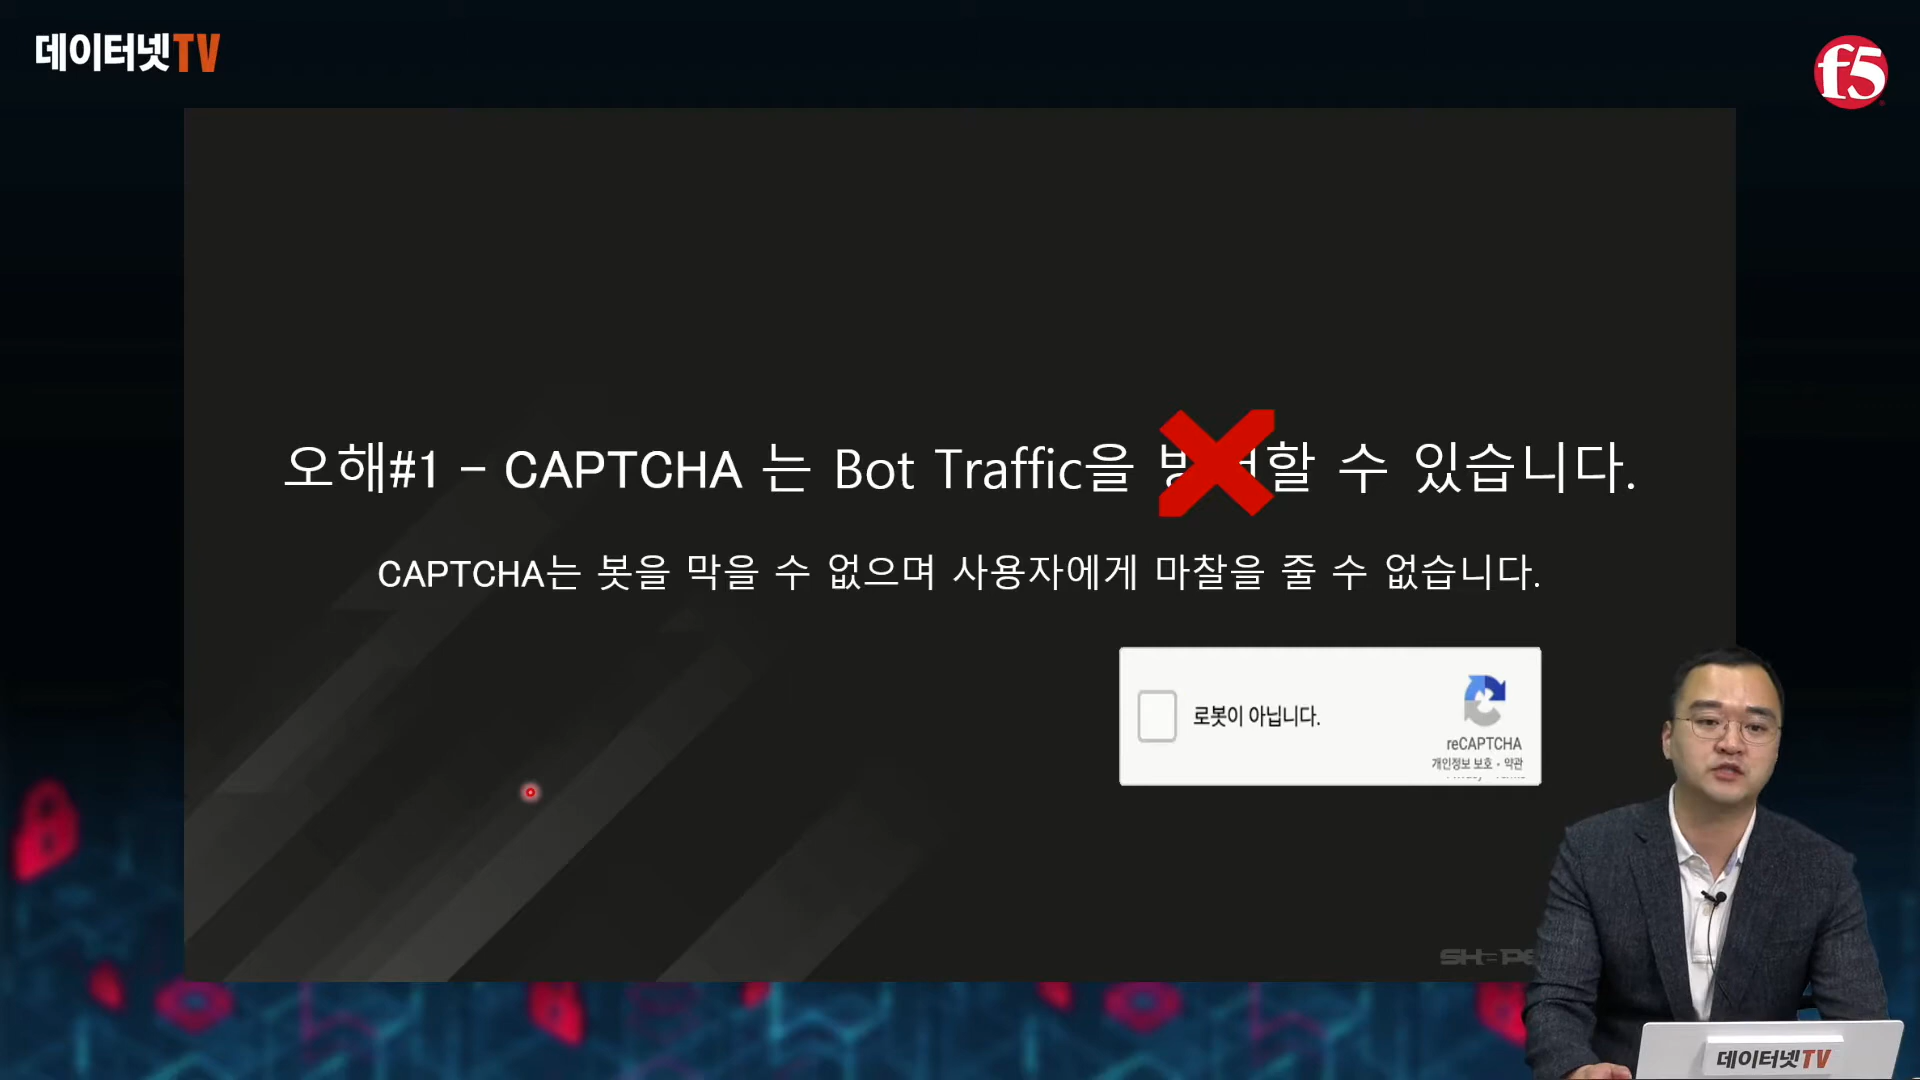 데이터넷TV
f5
오해#1 – CAPTCHA 는 Bot Traffic을 할 수 있습니다.
CAPTCHA는 봇을 막을 수 없으며 사용자에게 마찰을 줄 수 없습니다.
로봇이 아닙니다.
reCAPTCHA
개인정보 보호 · 약관
데이터넷TV